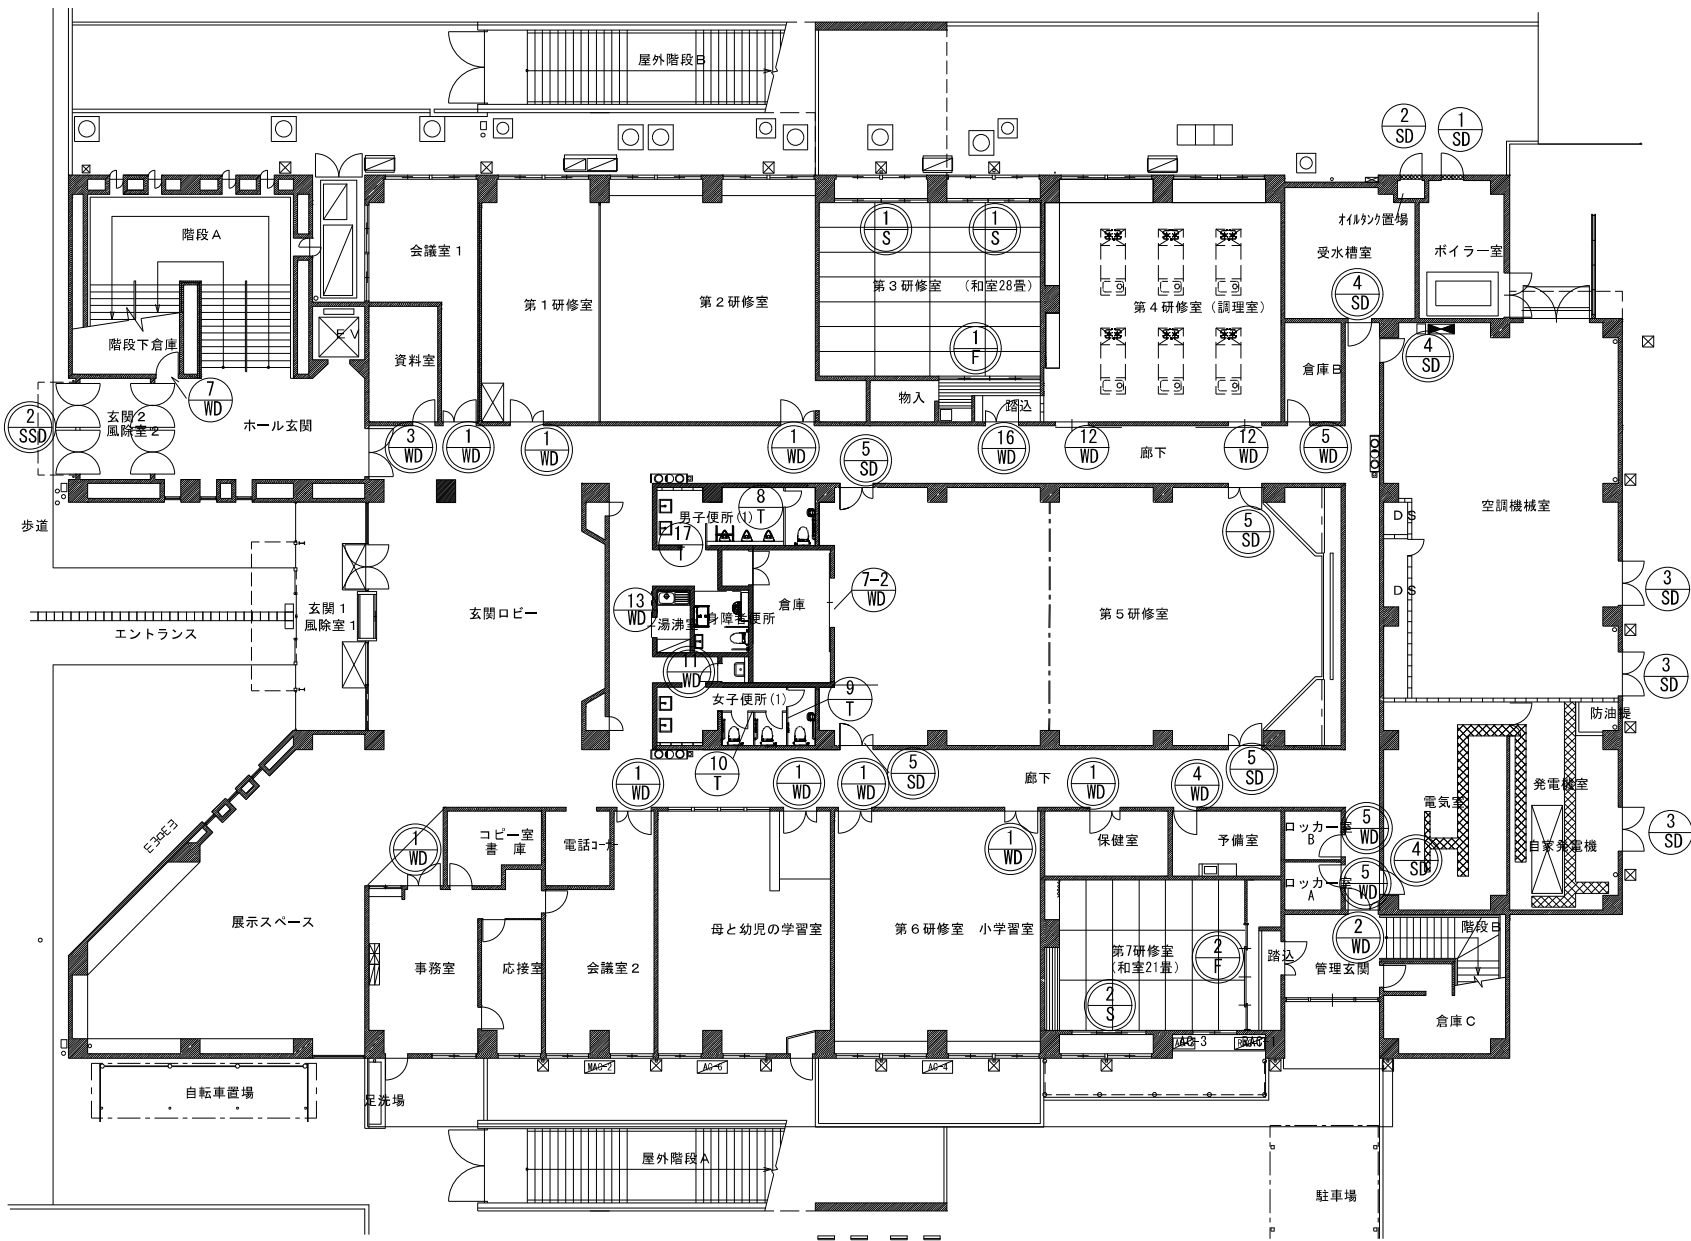 屋外階段B
2
SD
1
SD
階段A
会議室1
1
S
1
S
オイルタンク置場
受水槽室
ボイラー室
第1研修室
第2研修室
第3研修室 (和室28畳)
第4研修室(調理室)
4
SD
EV
階段下倉庫
資料室
1
F
倉庫B
4
SD
7
WD
物入
踏込
2
SSD
玄関2
風除室2
ホール玄関
3
WD
1
WD
1
WD
1
WD
5
SD
16
WD
12
WD
廊下
12
WD
5
WD
歩道
男子便所(1)
8
T
17
T
5
SD
DS
空調機械室
玄関1
風除室1
エントランス
玄関ロビー
13
WD
湯沸室
身障者便所
倉庫
7-2
WD
第5研修室
DS
3
SD
11
WD
女子便所(1)
9
T
3
SD
防油堤
10
T
5
SD
5
SD
1
WD
1
WD
1
WD
廊下
1
WD
4
WD
電気室
発電機室
1
WD
コピー室
書 庫
電話コーナー
1
WD
保健室
予備室
ロッカー室
B
5
WD
4
SD
自家発電機
3
SD
ロッカー室
A
5
WD
展示スペース
事務室
応接室
会議室2
母と幼児の学習室
第6研修室 小学習室
第7研修室
(和室21畳)
2
F
2
S
踏込
2
WD
管理玄関
階段B
倉庫C
AC-6
AC-4
AC-3
自転車置場
足洗場
屋外階段A
駐車場